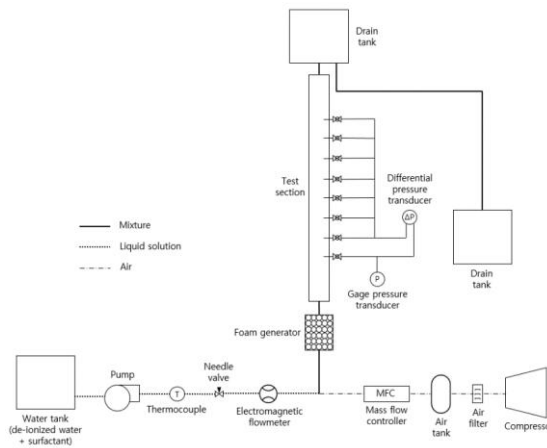 Drain
tank
Test
section
Differential
pressure
transducer
ΔP
Mixture
Liquid solution
Air
Drain
tank
P
Gage pressure
transducer
Foam generator
Needle
valve
Pump
T
MFC
Water tank
(de-ionized water
+ surfactant)
Thermocouple
Electromagnetic
flowmeter
Mass flow
controller
Air
tank
Air
filter
Compressor